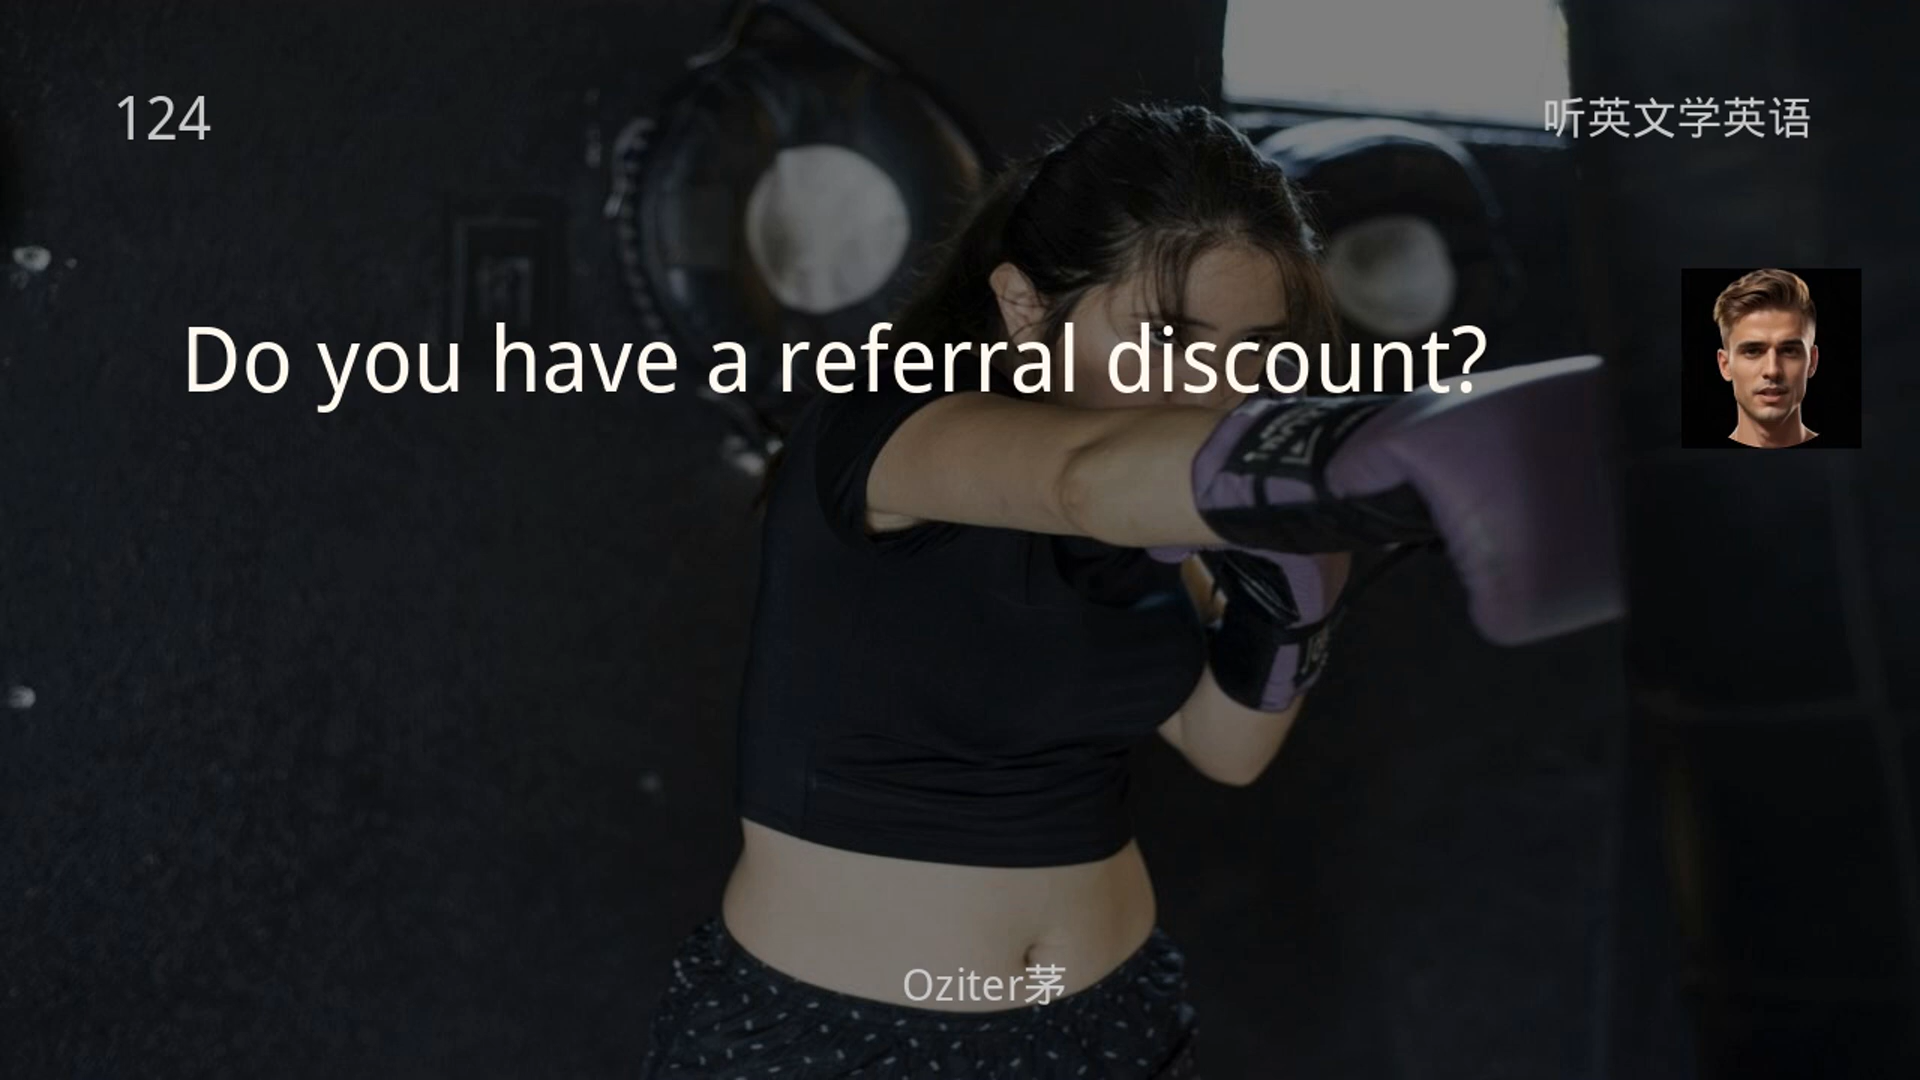 124
听英文学英语
Do you have a referral discount?
Oziter茅